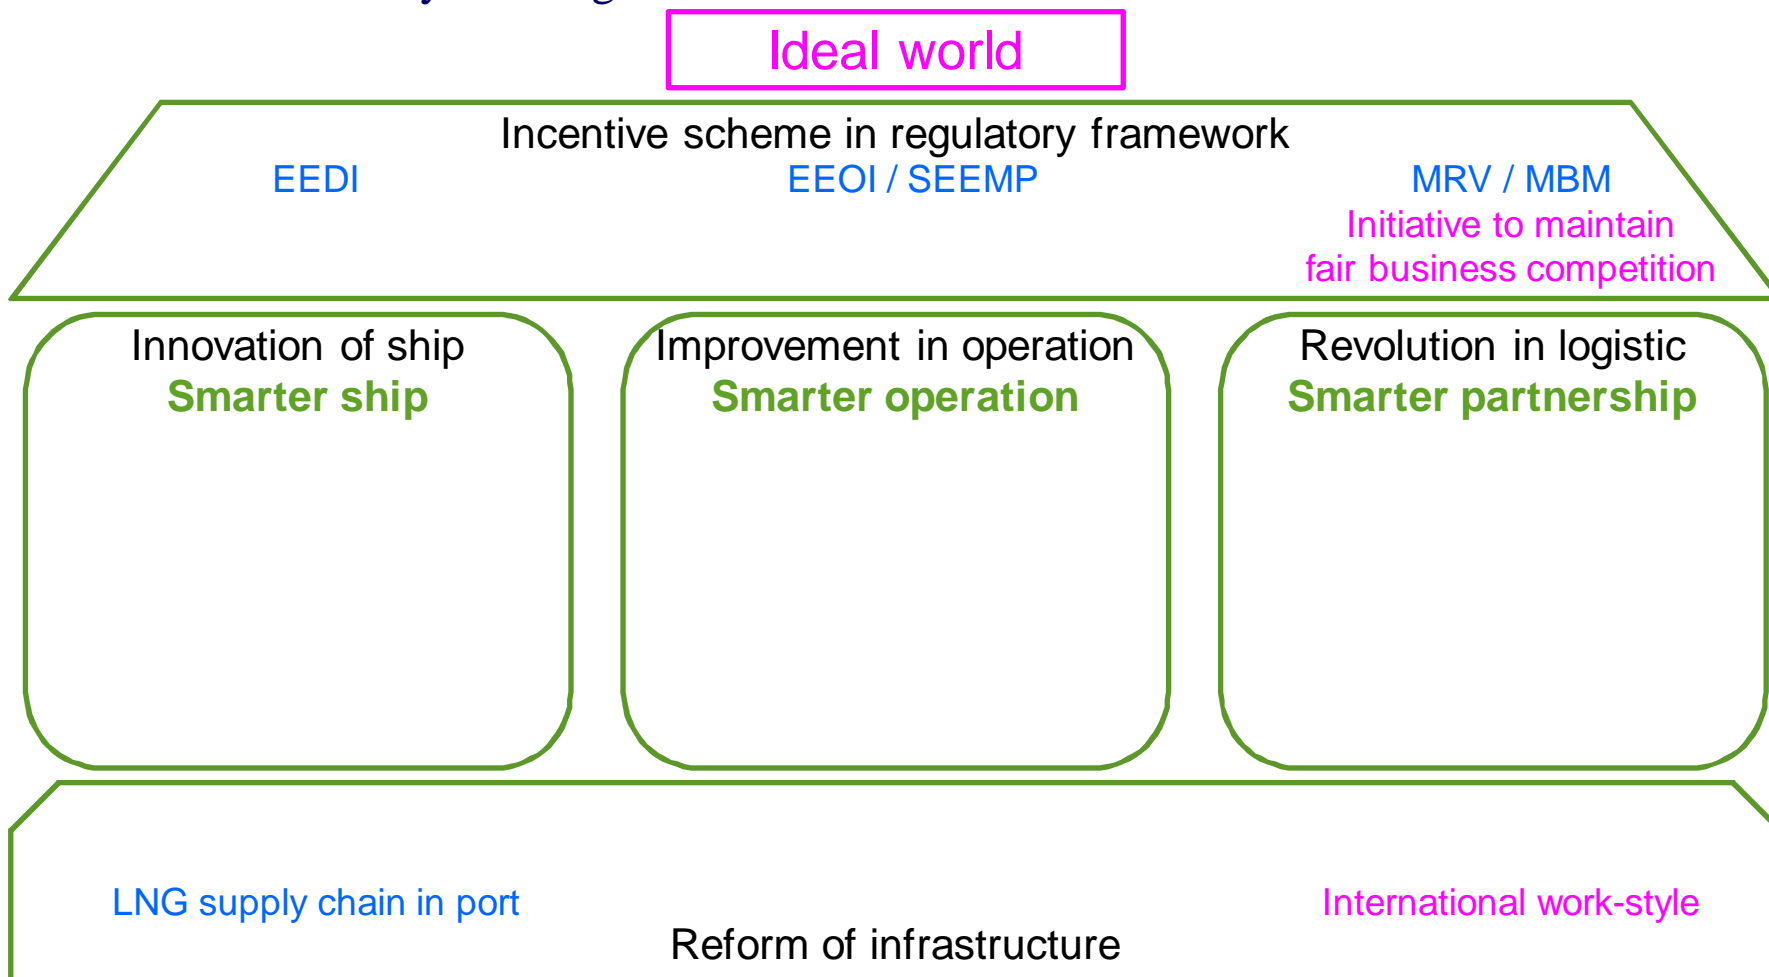 Ideal world
Incentive scheme in regulatory framework
EEDI
EEOI / SEEMP
MRV / MBM
Initiative to maintain
fair business competition
Innovation of ship
Smarter ship
Improvement in operation
Smarter operation
Revolution in logistic
Smarter partnership
LNG supply chain in port
International work-style
Reform of infrastructure